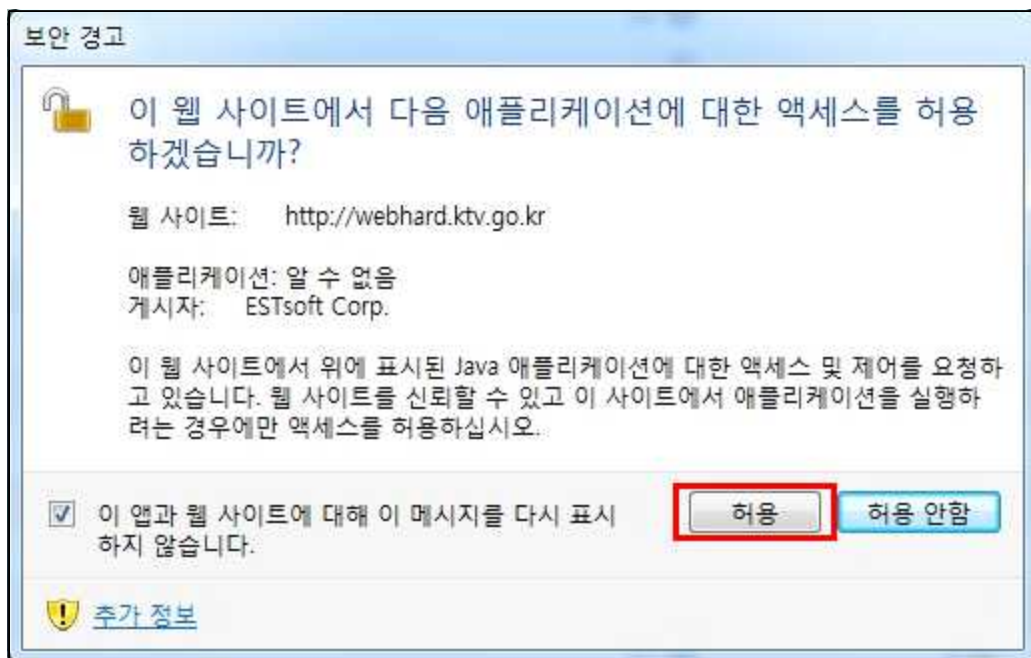 보안 경고
이 웹 사이트에서 다음 애플리케이션에 대한 액세스를 허용
하겠습니까?
웹 사이트: http://webhard.ktv.go.kr
애플리케이션: 알 수 없음
게시자: ESTsoft Corp.
이 웹 사이트에서 위에 표시된 Java 애플리케이션에 대한 액세스 및 제어를 요청하
고 있습니다. 웹 사이트를 신뢰할 수 있고 이 사이트에서 애플리케이션을 실행하
려는 경우에만 액세스를 허용하십시오.
이 앱과 웹 사이트에 대해 이 메시지를 다시 표시
하지 않습니다.
허용 허용 안함
추가 정보